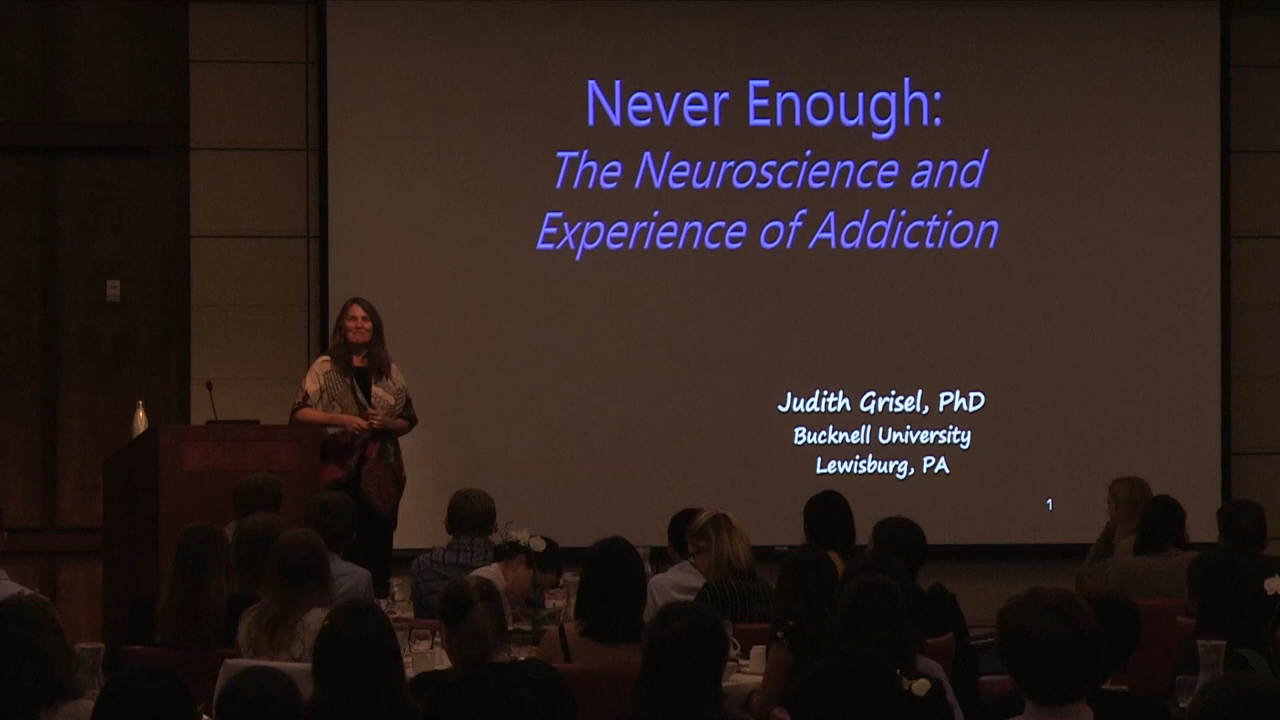 Never Enough:
The Neuroscience and
Experience of Addiction
Judith Grisel, PhD
Bucknell University
Lewisburg, PA
1